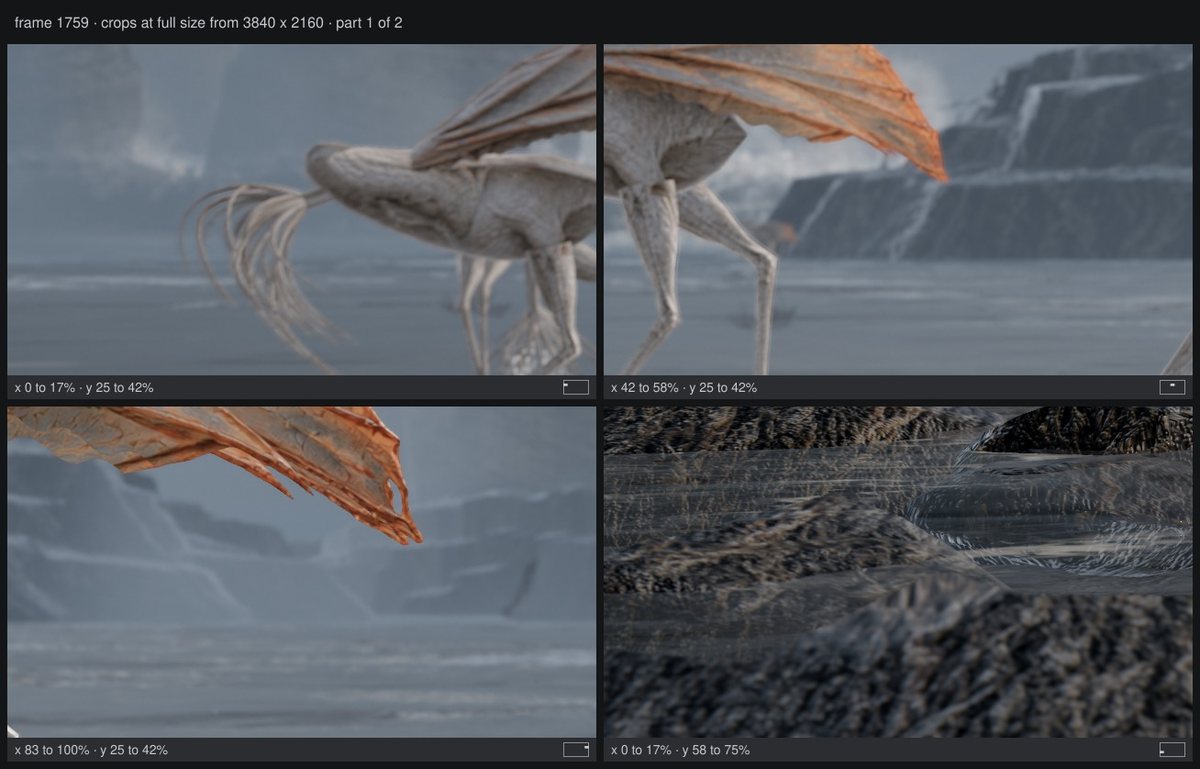 frame 1759 · crops at full size from 3840 x 2160 · part 1 of 2
x 0 to 17% · y 25 to 42%
x 42 to 58% · y 25 to 42%
x 83 to 100% · y 25 to 42%
x 0 to 17% · y 58 to 75%